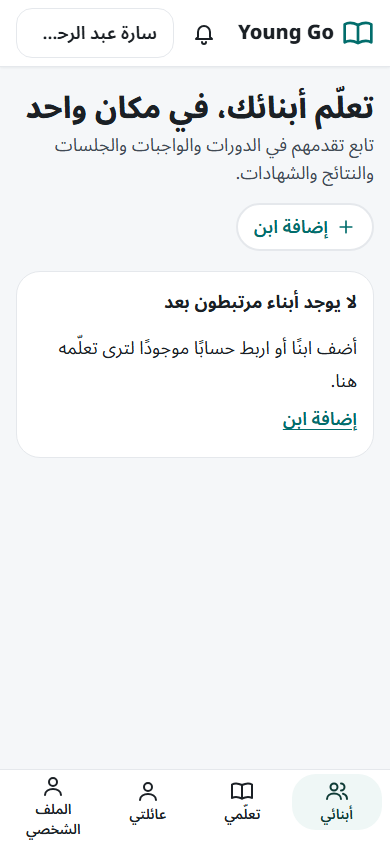 Young Go
سارة عبد الرحـ...
تعلّم أبنائك، في مكان واحد
تابع تقدمهم في الدورات والواجبات والجلسات
والنتائج والشهادات.
إضافة ابن
لا يوجد أبناء مرتبطون بعد
أضف ابنًا أو اربط حسابًا موجودًا لترى تعلّمه
هنا.
إضافة ابن
أبنائي
تعلّمي
عائلتي
الملف
الشخصي